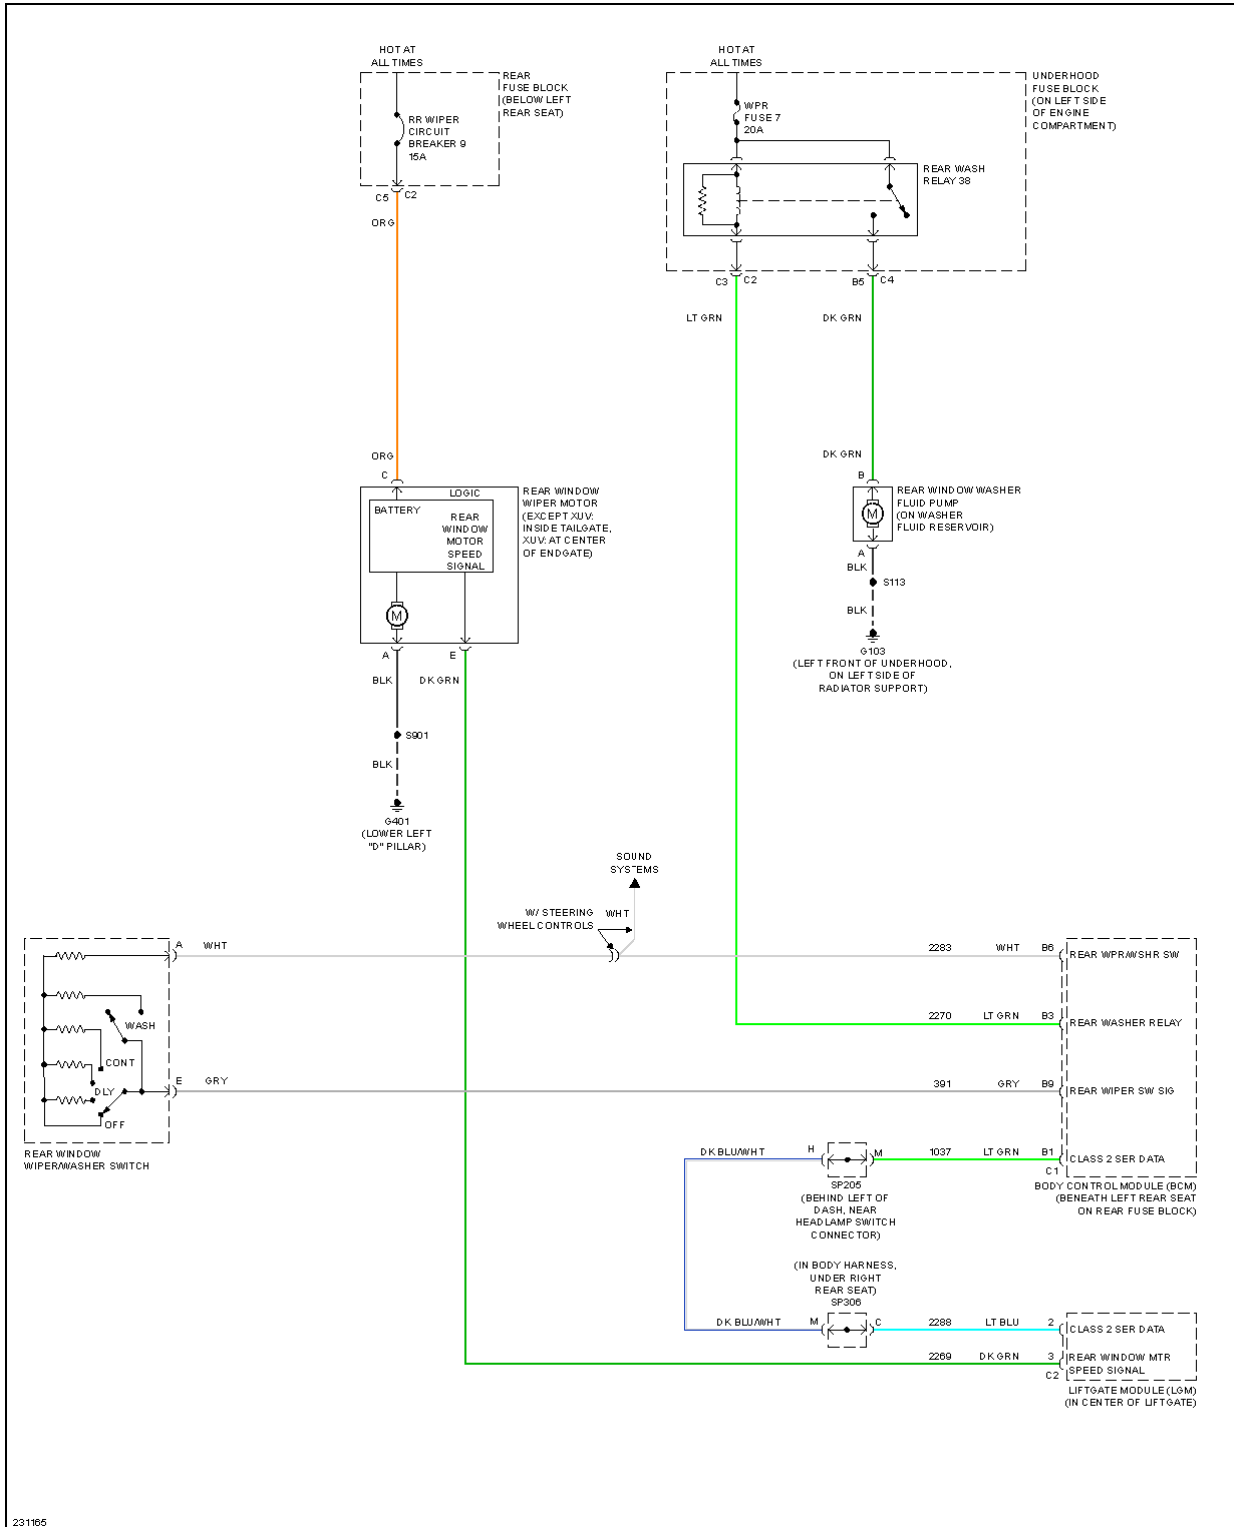 HOT AT
ALL TIMES
REAR
FUSE BLOCK
(BELOW LEFT
REAR SEAT)
RR WIPER
CIRCUIT
BREAKER 9
15A
C5
C2
ORG
HOT AT
ALL TIMES
UNDERHOOD
FUSE BLOCK
(ON LEFT SIDE
OF ENGINE
COMPARTMENT)
WPR
FUSE 7
20A
REAR WASH
RELAY 38
C3
C2
B5
C4
LT GRN
DK GRN
ORG
C
LOGIC
BATTERY
REAR
WINDOW
MOTOR
SPEED
SIGNAL
M
REAR WINDOW
WIPER MOTOR
(EXCEPT XUV:
INSIDE TAILGATE,
XUV: AT CENTER
OF ENDGATE)
A
E
BLK
DK GRN
S901
BLK
G401
(LOWER LEFT
"D" PILLAR)
DK GRN
B
M
REAR WINDOW WASHER
FLUID PUMP
(ON WASHER
FLUID RESERVOIR)
A
BLK
S113
BLK
G103
(LEFT FRONT OF UNDERHOOD,
ON LEFT SIDE OF
RADIATOR SUPPORT)
SOUND
SYSTEMS
W/ STEERING
WHEEL CONTROLS
WHT
A
WHT
WASH
CONT
DLY
OFF
E
GRY
REAR WINDOW
WIPER/WASHER SWITCH
2283
WHT
B6
REAR WPR/WSHR SW
2270
LT GRN
B3
REAR WASHER RELAY
391
GRY
B9
REAR WIPER SW SIG
DK BLU/WHT
H
M
1037
LT GRN
B1
CLASS 2 SER DATA
C1
BODY CONTROL MODULE (BCM)
(BENEATH LEFT REAR SEAT
ON REAR FUSE BLOCK)
SP205
(BEHIND LEFT OF
DASH, NEAR
HEADLAMP SWITCH
CONNECTOR)
(IN BODY HARNESS,
UNDER RIGHT
REAR SEAT)
SP306
DK BLU/WHT
M
C
2288
LT BLU
2
CLASS 2 SER DATA
2269
DK GRN
3
REAR WINDOW MTR
SPEED SIGNAL
C2
LIFTGATE MODULE (LGM)
(IN CENTER OF LIFTGATE)
231165